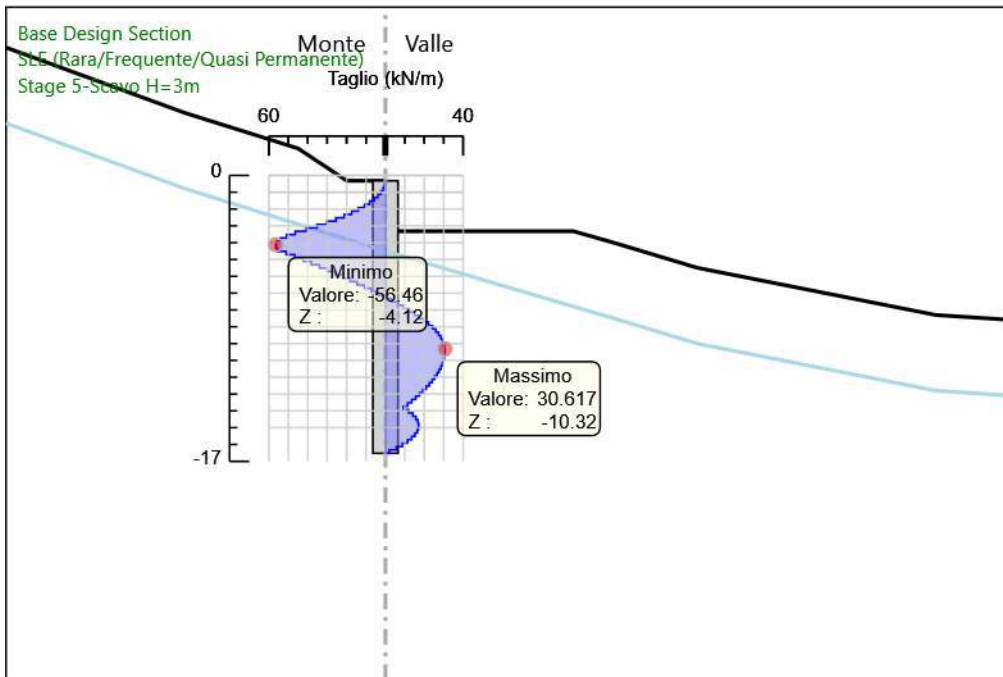 Base Design Section
SLE (Rara/Frequente/Quasi Permanente)
Stage 5-Scavo H=3m
Monte Valle
Taglio (kN/m)
60 40
0
Minimo
Valore: -56.46
Z : -4.12
Massimo
Valore: 30.617
Z : -10.32
-17